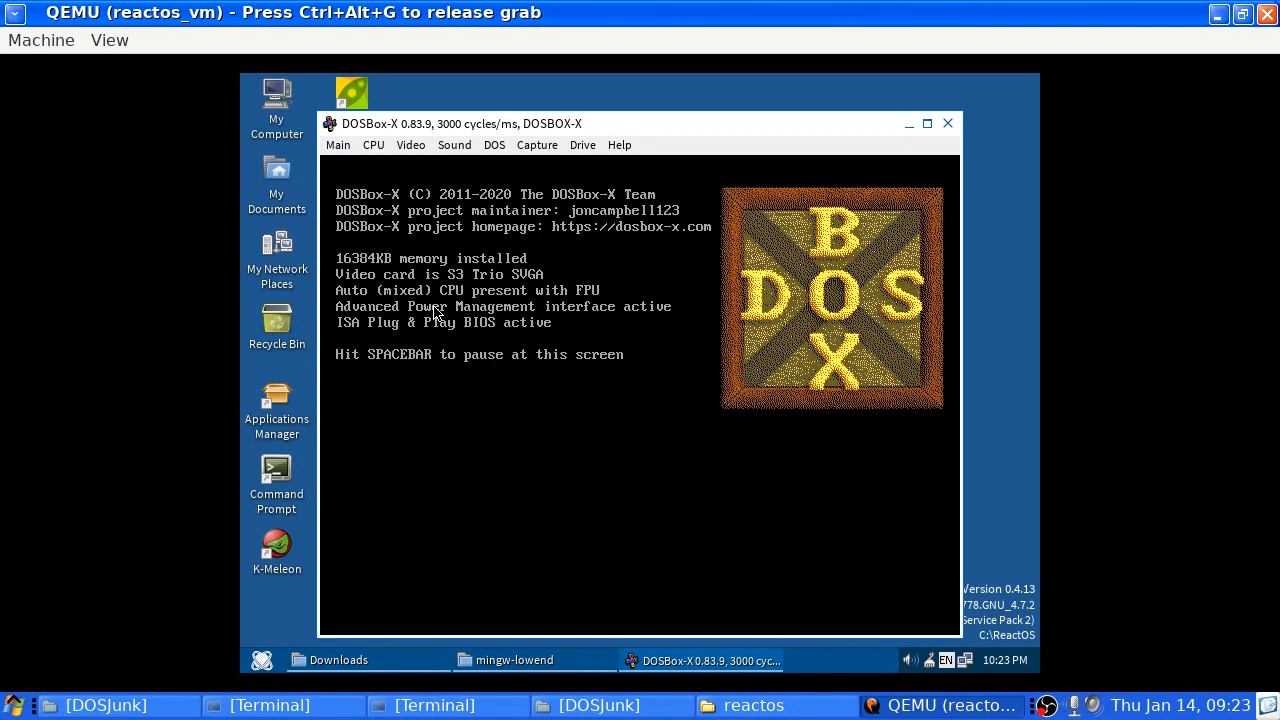 QEMU (reactos_vm) - Press Ctrl+Alt+G to release grab
Machine View
My Computer
My Documents
My Network Places
Recycle Bin
Applications Manager
Command Prompt
K-Meleon
DOSBox-X 0.83.9, 3000 cycles/ms, DOSBOX-X
Main CPU Video Sound DOS Capture Drive Help
DOSBox-X (C) 2011-2020 The DOSBox-X Team
DOSBox-X project maintainer: joncampbell123
DOSBox-X project homepage: https://dosbox-x.com
16384KB memory installed
Video card is S3 Trio SVGA
Auto (mixed) CPU present with FPU
Advanced Power Management interface active
ISA Plug & Play BIOS active
Hit SPACEBAR to pause at this screen
B
DOS
X
Version 0.4.13
778.GNU_4.7.2
Service Pack 2)
C:\ReactOS
Downloads mingw-lowend DOSBox-X 0.83.9, 3000 cyc... EN 10:23 PM
[DOSJunk] [Terminal] [Terminal] [DOSJunk] reactos QEMU (reacto... Thu Jan 14, 09:23